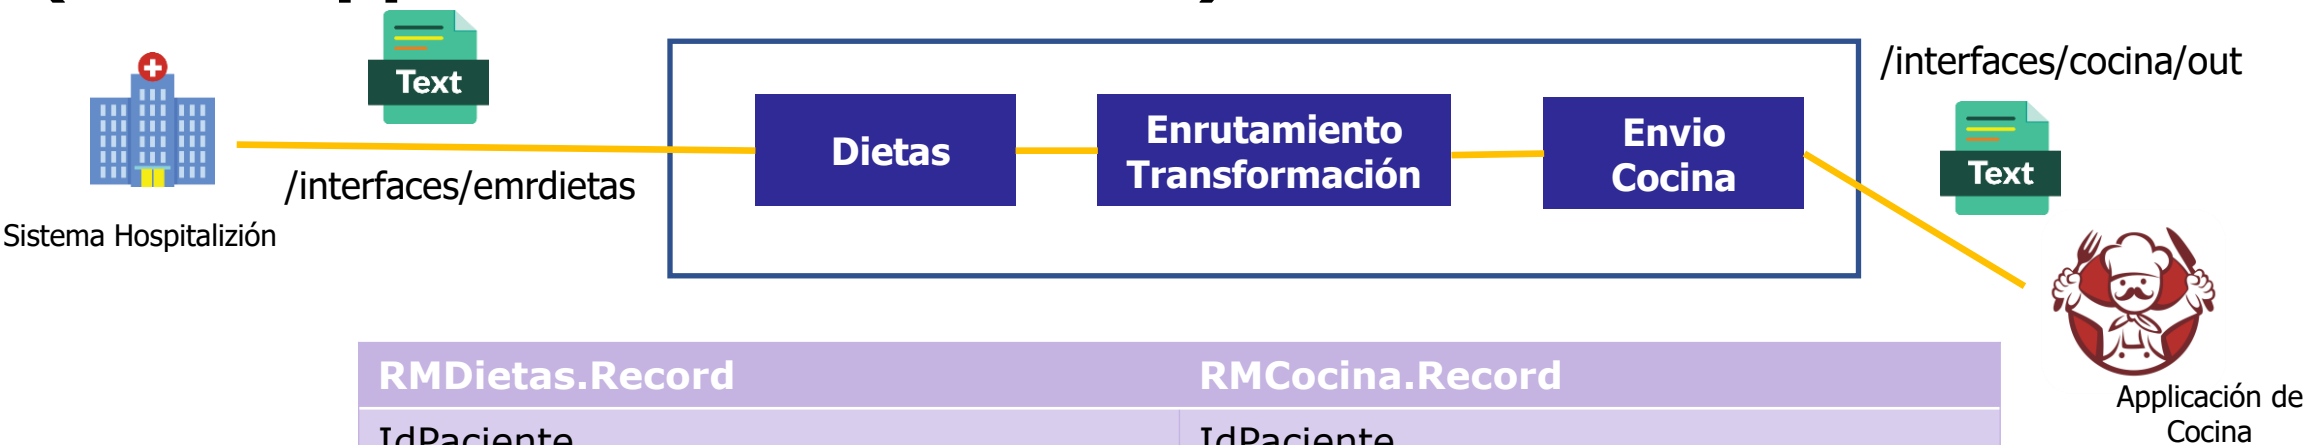 Text
/interfaces/cocina/out
Dietas
Enrutamiento
Transformación
Envio
Cocina
Text
/interfaces/emrdietas
Sistema Hospitalizión
RMDietas.Record
RMCocina.Record
Applicación de
Cocina
IdPaciente
IdPaciente